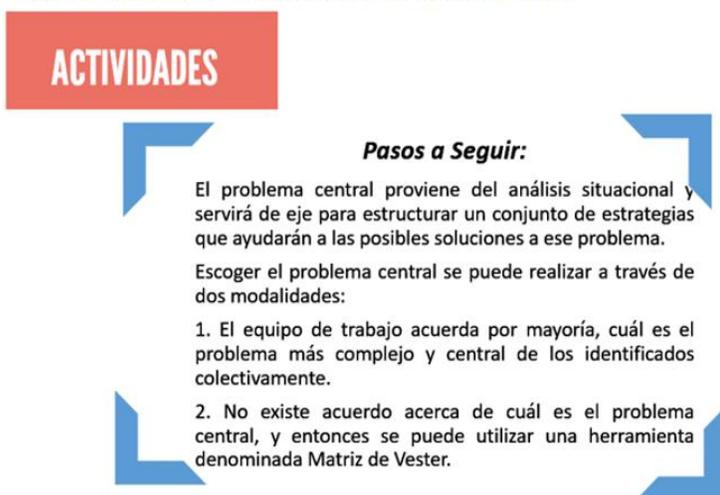 ACTIVIDADES
Pasos a Seguir:
El problema central proviene del análisis situacional y
servirá de eje para estructurar un conjunto de estrategias
que ayudarán a las posibles soluciones a ese problema.
Escoger el problema central se puede realizar a través de
dos modalidades:
1. El equipo de trabajo acuerda por mayoría, cuál es el
problema más complejo y central de los identificados
colectivamente.
2. No existe acuerdo acerca de cuál es el problema
central, y entonces se puede utilizar una herramienta
denominada Matriz de Vester.